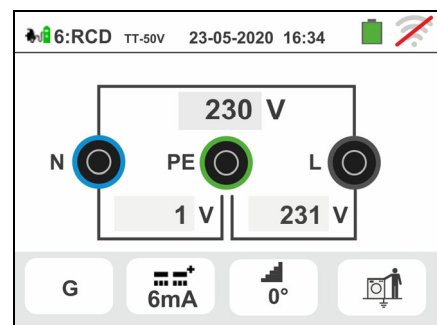 6:RCD TT-50V 23-05-2020 16:34
230 V
N PE L
1 V 231 V
G 6mA 0°